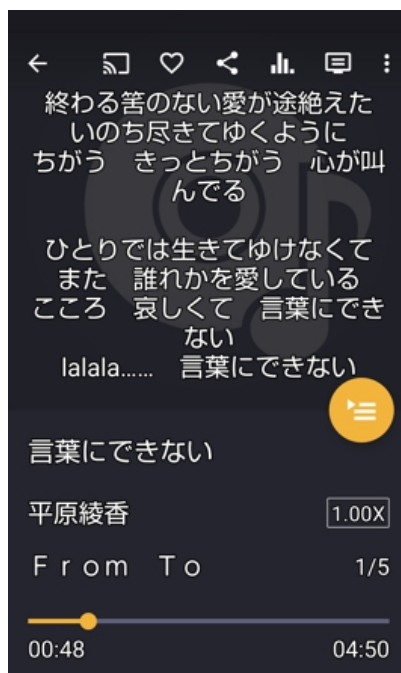 終わる筈のない愛が途絶えた
いのち尽きてゆくように
ちがう　きっとちがう　心が叫
んでる
ひとりでは生きてゆけなくて
また　誰れかを愛している
こころ　哀しくて　言葉にでき
ない
lalala……　言葉にできない
言葉にできない
平原綾香
1.00X
Ｆｒｏｍ　Ｔｏ
1/5
00:48
04:50